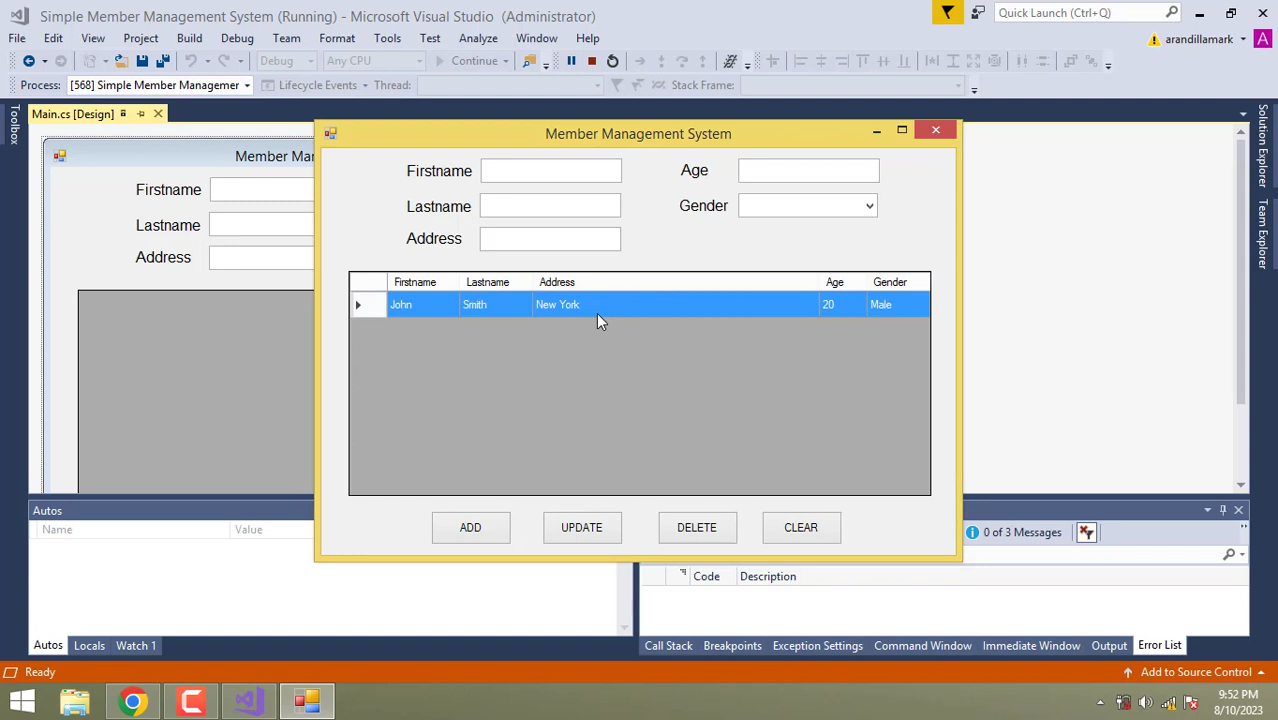 Simple Member Management System (Running) - Microsoft Visual Studio (Administrator)
Quick Launch (Ctrl+Q)
File Edit View Project Build Debug Team Format Tools Test Analyze Window Help
arandillamark A
Debug Any CPU Continue
Process: [568] Simple Member Managemer Lifecycle Events Thread: Stack Frame:
Toolbox
Main.cs [Design]
Member Mar
Firstname
Lastname
Address
Member Management System
Firstname Age
Lastname Gender
Address
Firstname Lastname Address Age Gender
John Smith New York 20 Male
ADD UPDATE DELETE CLEAR
Solution Explorer
Team Explorer
Autos
Name Value
0 of 3 Messages
Code Description
Autos Locals Watch 1
Call Stack Breakpoints Exception Settings Command Window Immediate Window Output Error List
Ready
Add to Source Control
9:52 PM
8/10/2023